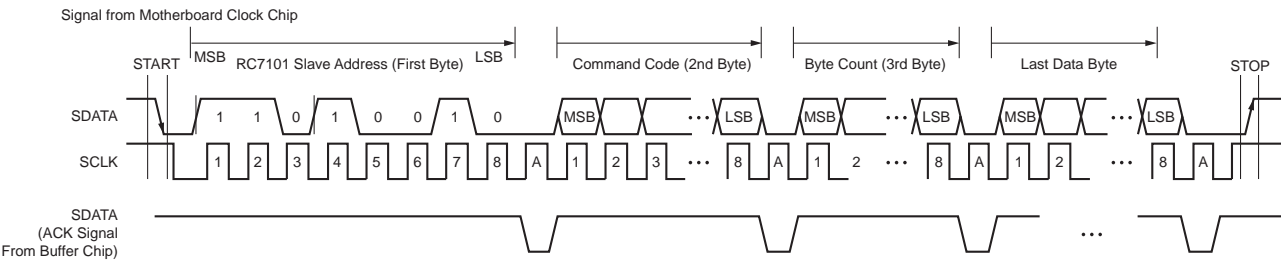 Signal from Motherboard Clock Chip
START MSB RC7101 Slave Address (First Byte) LSB Command Code (2nd Byte) Byte Count (3rd Byte) Last Data Byte STOP
SDATA 1 1 0 1 0 0 1 0 MSB ••• LSB MSB ••• LSB MSB ••• LSB
SCLK 1 2 3 4 5 6 7 8 A 1 2 3 ••• 8 A 1 2 ••• 8 A 1 2 ••• 8 A
SDATA
(ACK Signal
From Buffer Chip) •••